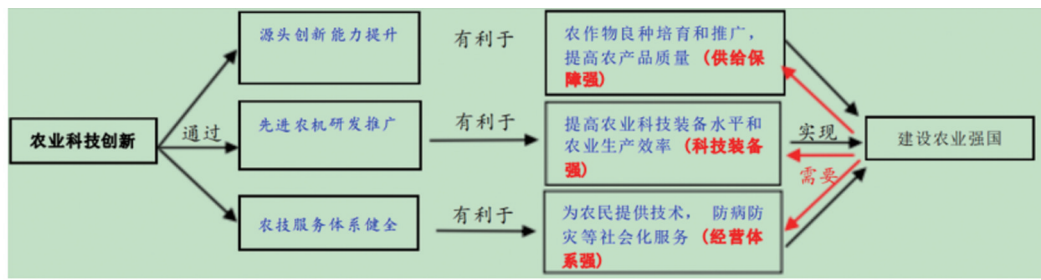 农业科技创新
通过
源头创新能力提升
有利于
农作物良种培育和推广，
提高农产品质量（供给保
障强）
先进农机研发推广
有利于
提高农业科技装备水平和
农业生产效率（科技装备
强）
农技服务体系健全
有利于
为农民提供技术， 防病防
灾等社会化服务（经营体
系强）
实现
需要
建设农业强国